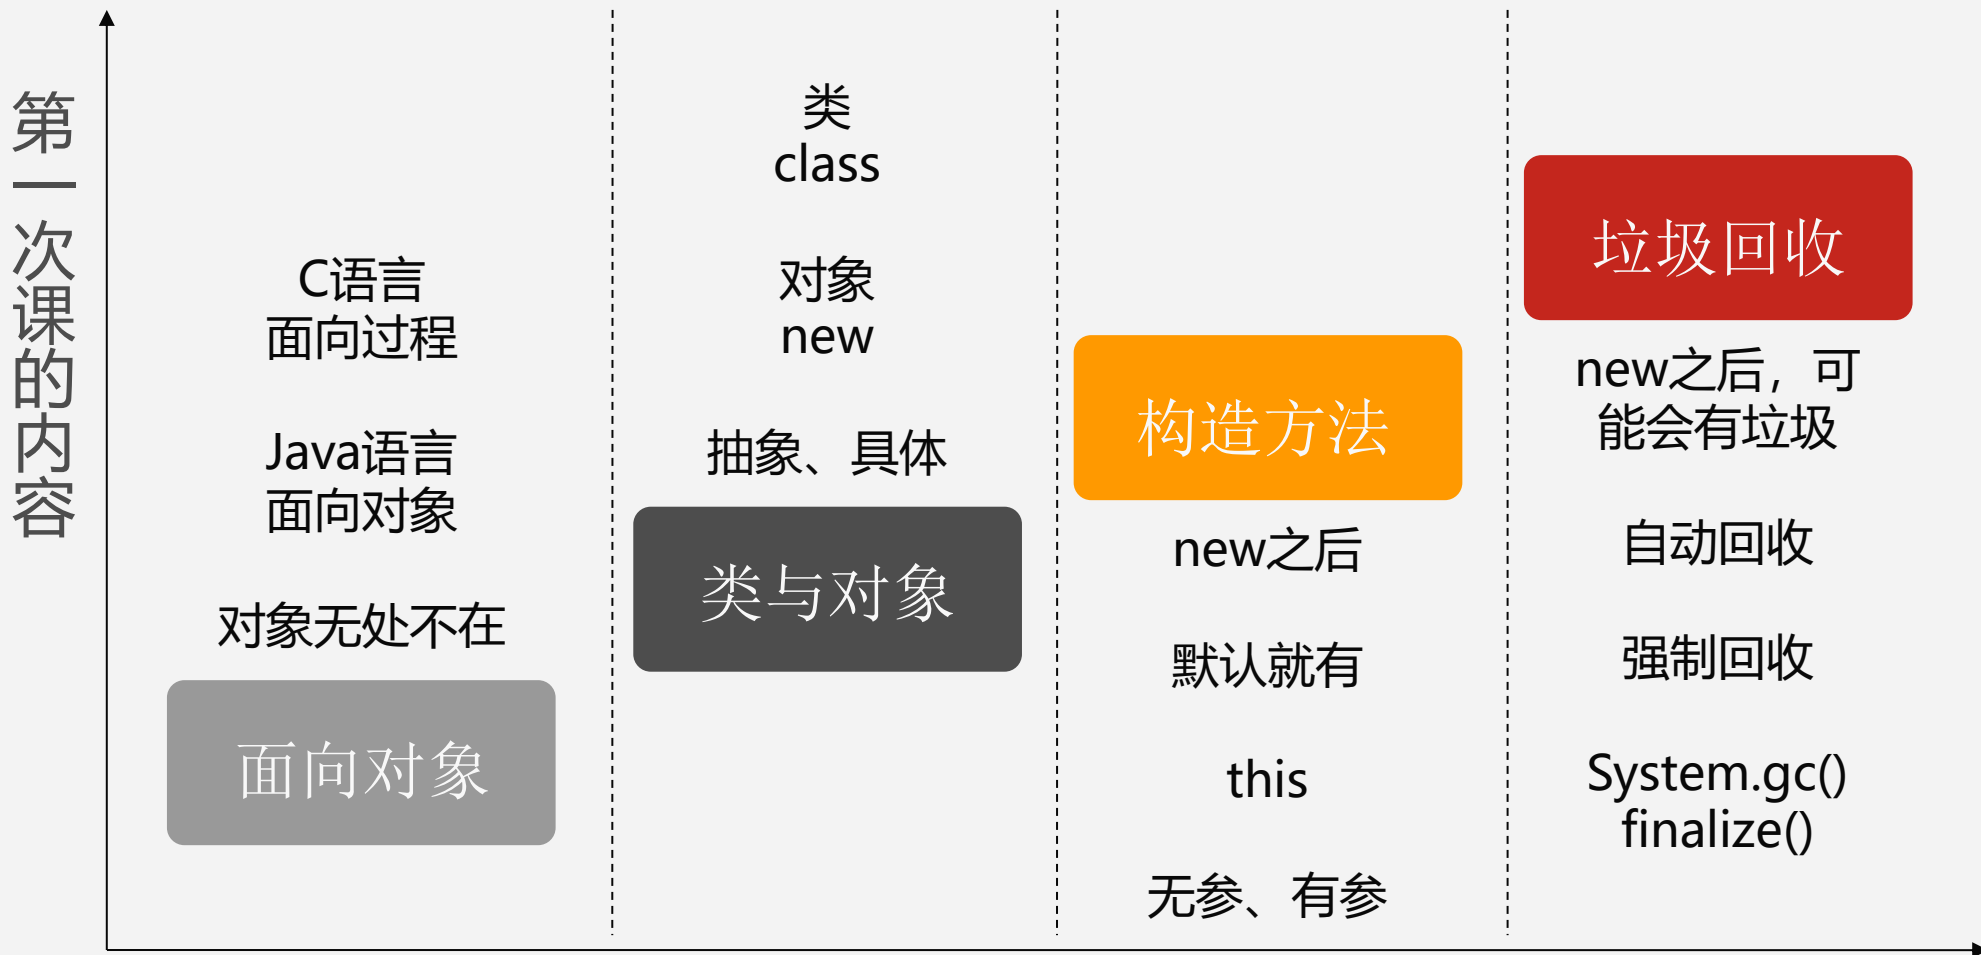 第一次课的内容
C语言
面向过程
Java语言
面向对象
对象无处不在
面向对象
类
class
对象
new
抽象、具体
类与对象
构造方法
new之后
默认就有
this
无参、有参
垃圾回收
new之后，可
能会有垃圾
自动回收
强制回收
System.gc()
finalize()